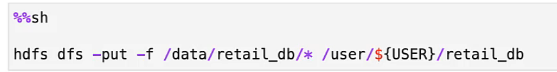 %%sh
hdfs dfs -put -f /data/retail_db/* /user/${USER}/retail_db